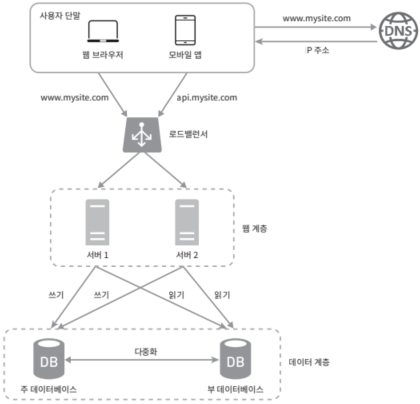 사용자 단말
웹 브라우저
모바일 앱
www.mysite.com
DNS
IP 주소
www.mysite.com
api.mysite.com
로드밸런서
서버 1
서버 2
웹 계층
쓰기
쓰기
읽기
읽기
DB
다중화
DB
데이터 계층
주 데이터베이스
부 데이터베이스